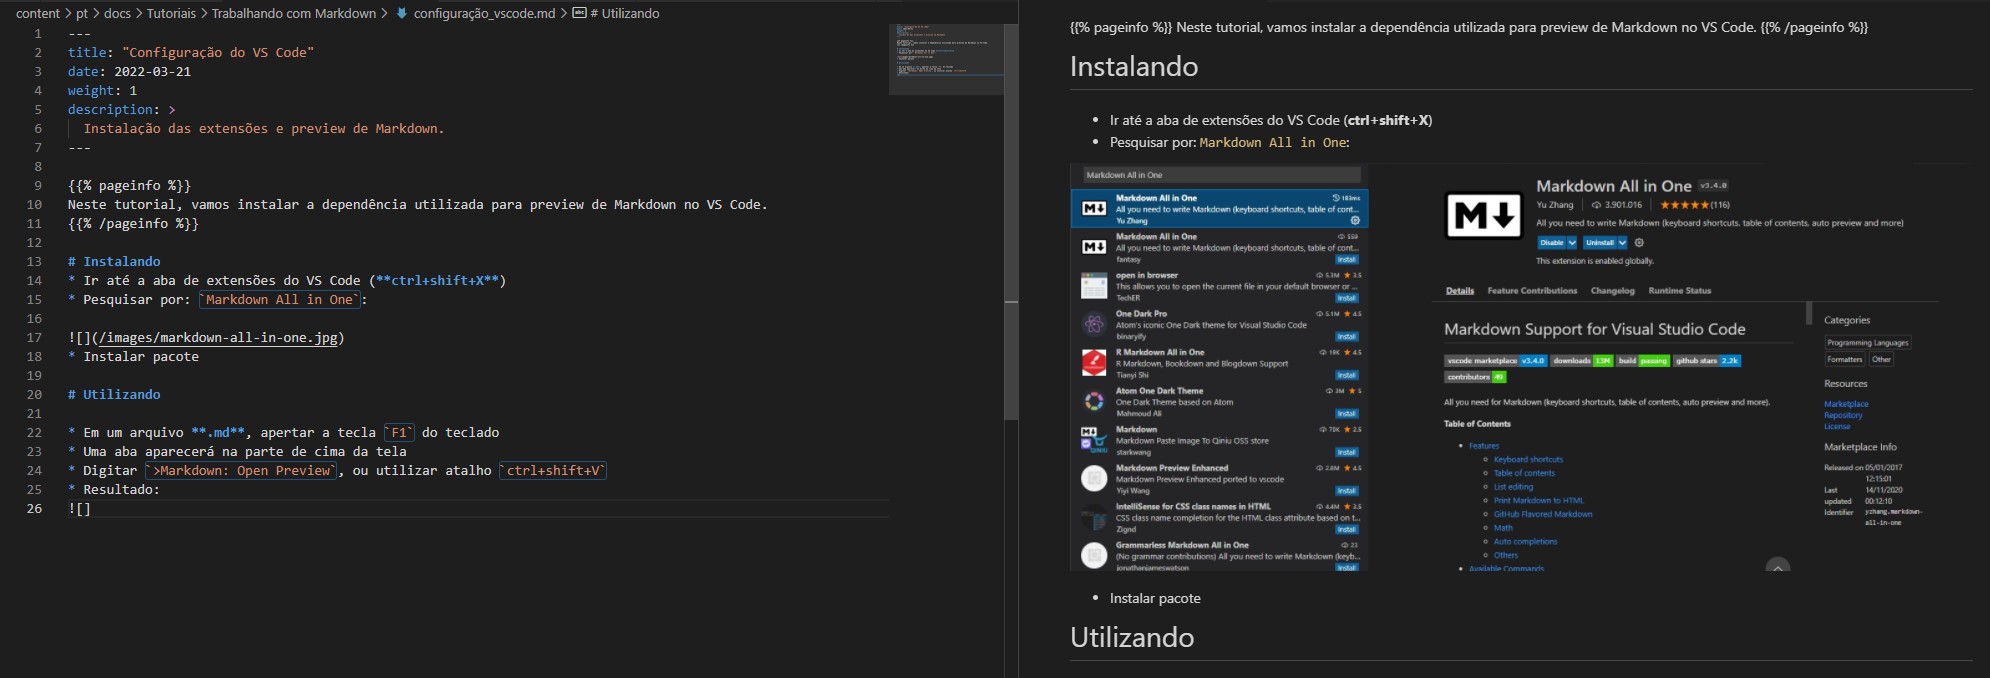 content > pt > docs > Tutoriais > Trabalhando com Markdown > configuração_vscode.md > # Utilizando
1 ---
2 title: "Configuração do VS Code"
3 date: 2022-03-21
4 weight: 1
5 description: >
6 Instalação das extensões e preview de Markdown.
7 ---
8
9 {{% pageinfo %}}
10 Neste tutorial, vamos instalar a dependência utilizada para preview de Markdown no VS Code.
11 {{% /pageinfo %}}
12
13 # Instalando
14 * Ir até a aba de extensões do VS Code (**ctrl+shift+X**)
15 * Pesquisar por: `Markdown All in One`:
16
17 ![](/images/markdown-all-in-one.jpg)
18 * Instalar pacote
19
20 # Utilizando
21
22 * Em um arquivo **.md**, apertar a tecla `F1` do teclado
23 * Uma aba aparecerá na parte de cima da tela
24 * Digitar `>Markdown: Open Preview`, ou utilizar atalho `ctrl+shift+V`
25 * Resultado:
26 ![]
{{% pageinfo %}} Neste tutorial, vamos instalar a dependência utilizada para preview de Markdown no VS Code. {{% /pageinfo %}}
Instalando
• Ir até a aba de extensões do VS Code (ctrl+shift+X)
• Pesquisar por: Markdown All in One:
Markdown All in One
Markdown All in One 183ms
All you need to write Markdown (keyboard shortcuts, table of cont...
Yu Zhang
Markdown All in One 559
All you need to write Markdown (keyboard shortcuts, table of cont...
fantasy Install
open in browser 5.3M ★ 3.5
This allows you to open the current file in your default browser or ...
TechER Install
One Dark Pro 5.1M ★ 4.5
Atom's iconic One Dark theme for Visual Studio Code
binaryify Install
R Markdown All in One 19K ★ 4.5
R Markdown, Bookdown and Blogdown Support
Tianyi Shi Install
Atom One Dark Theme 3M ★ 5
One Dark Theme based on Atom
Mahmoud Ali Install
Markdown 70K ★ 2.5
Markdown Paste Image To Qiniu OSS store
starkwang Install
Markdown Preview Enhanced 2.8M ★ 4.5
Markdown Preview Enhanced ported to vscode
Yiyi Wang Install
IntelliSense for CSS class names in HTML 4.4M ★ 3.5
CSS class name completion for the HTML class attribute based on t...
Zignd Install
Grammarless Markdown All in One 23
(No grammar contributions) All you need to write Markdown (keyb...
jonathanjameswatson Install
Markdown All in One v3.4.0
Yu Zhang 3.901.016 ★★★★★(116)
All you need to write Markdown (keyboard shortcuts, table of contents, auto preview and more)
Disable Uninstall
This extension is enabled globally.
Details Feature Contributions Changelog Runtime Status
Markdown Support for Visual Studio Code
vscode marketplace v3.4.0 downloads 13M build passing github stars 2.2k
contributors 49
All you need for Markdown (keyboard shortcuts, table of contents, auto preview and more).
Table of Contents
• Features
Keyboard shortcuts
Table of contents
List editing
Print Markdown to HTML
GitHub Flavored Markdown
Math
Auto completions
Others
• Available Commands
Categories
Programming Languages
Formatters Other
Resources
Marketplace
Repository
License
Marketplace Info
Released on 05/01/2017
12:15:01
Last 14/11/2020
updated 00:12:10
Identifier yzhang.markdown-
all-in-one
• Instalar pacote
Utilizando